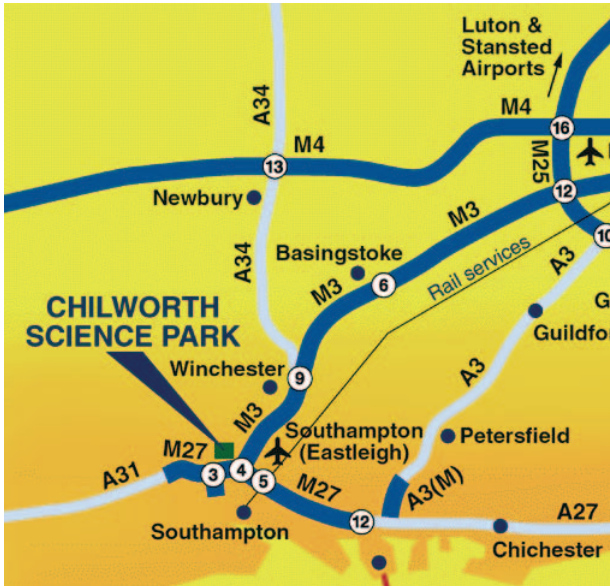 Luton &
Stansted
Airports
A34
M4
16
M4
13
M25
Newbury
12
M3
10
A34
Basingstoke
Rail services
A3
M3
6
CHILWORTH
SCIENCE PARK
Winchester
9
A3
M3
Southampton
(Eastleigh)
Petersfield
M27
A31
3
4
5
M27
A3(M)
Southampton
12
A27
Chichester